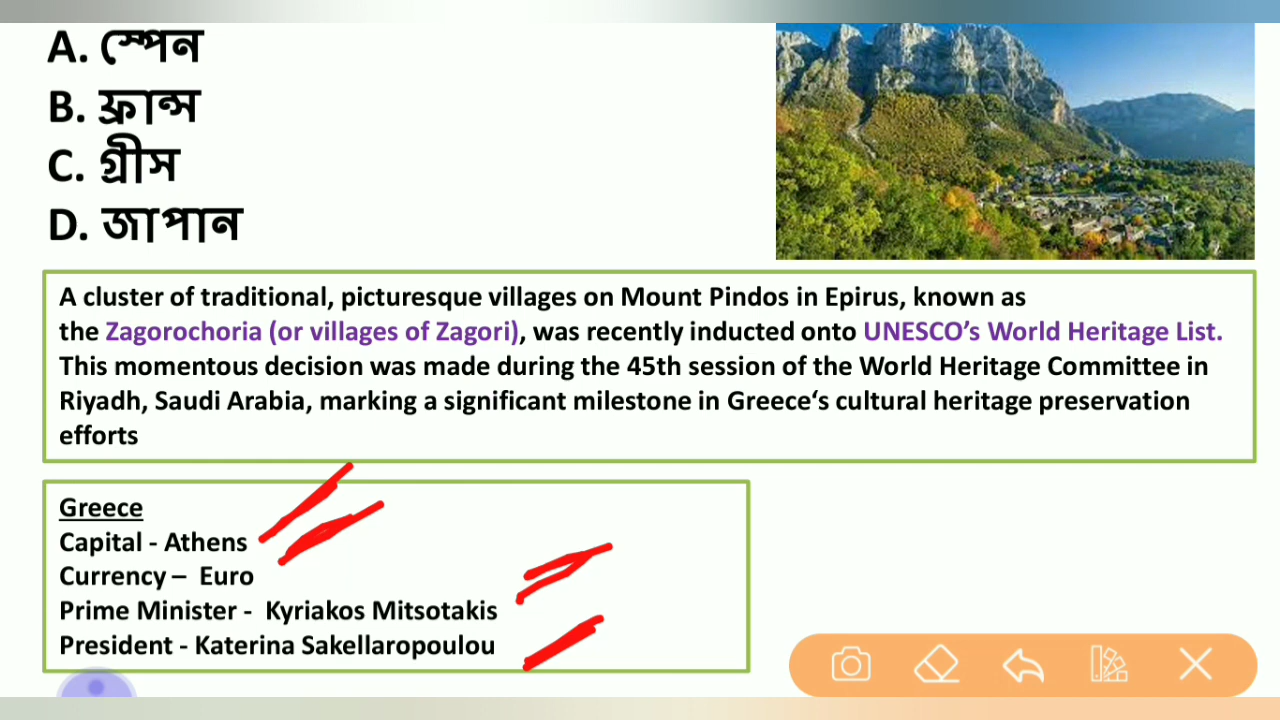 A. স্পেন
B. ফ্রান্স
C. গ্রীস
D. জাপান
A cluster of traditional, picturesque villages on Mount Pindos in Epirus, known as
the Zagorochoria (or villages of Zagori), was recently inducted onto UNESCO’s World Heritage List.
This momentous decision was made during the 45th session of the World Heritage Committee in
Riyadh, Saudi Arabia, marking a significant milestone in Greece‘s cultural heritage preservation
efforts
Greece
Capital - Athens
Currency – Euro
Prime Minister - Kyriakos Mitsotakis
President - Katerina Sakellaropoulou